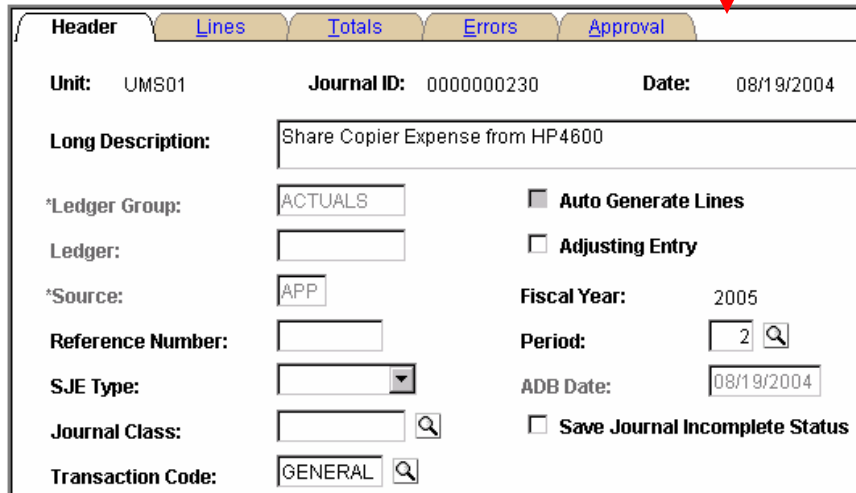 Header Lines Totals Errors Approval
Unit: UMS01 Journal ID: 0000000230 Date: 08/19/2004
Long Description: Share Copier Expense from HP4600
*Ledger Group: ACTUALS Auto Generate Lines
Ledger: Adjusting Entry
*Source: APP Fiscal Year: 2005
Reference Number: Period: 2
SJE Type: ADB Date: 08/19/2004
Journal Class: Save Journal Incomplete Status
Transaction Code: GENERAL